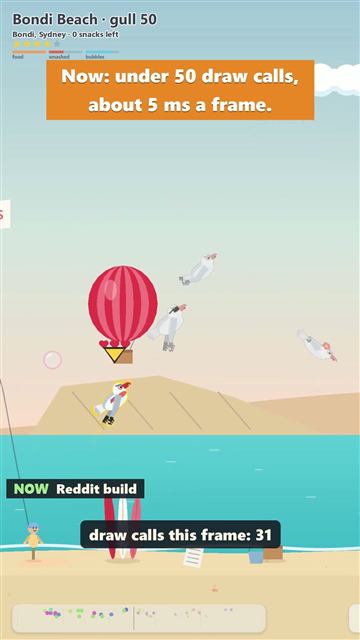 Bondi Beach · gull 50
Bondi, Sydney · 0 snacks left
food smashed bubbles
Now: under 50 draw calls,
about 5 ms a frame.
S
NOW Reddit build
draw calls this frame: 31